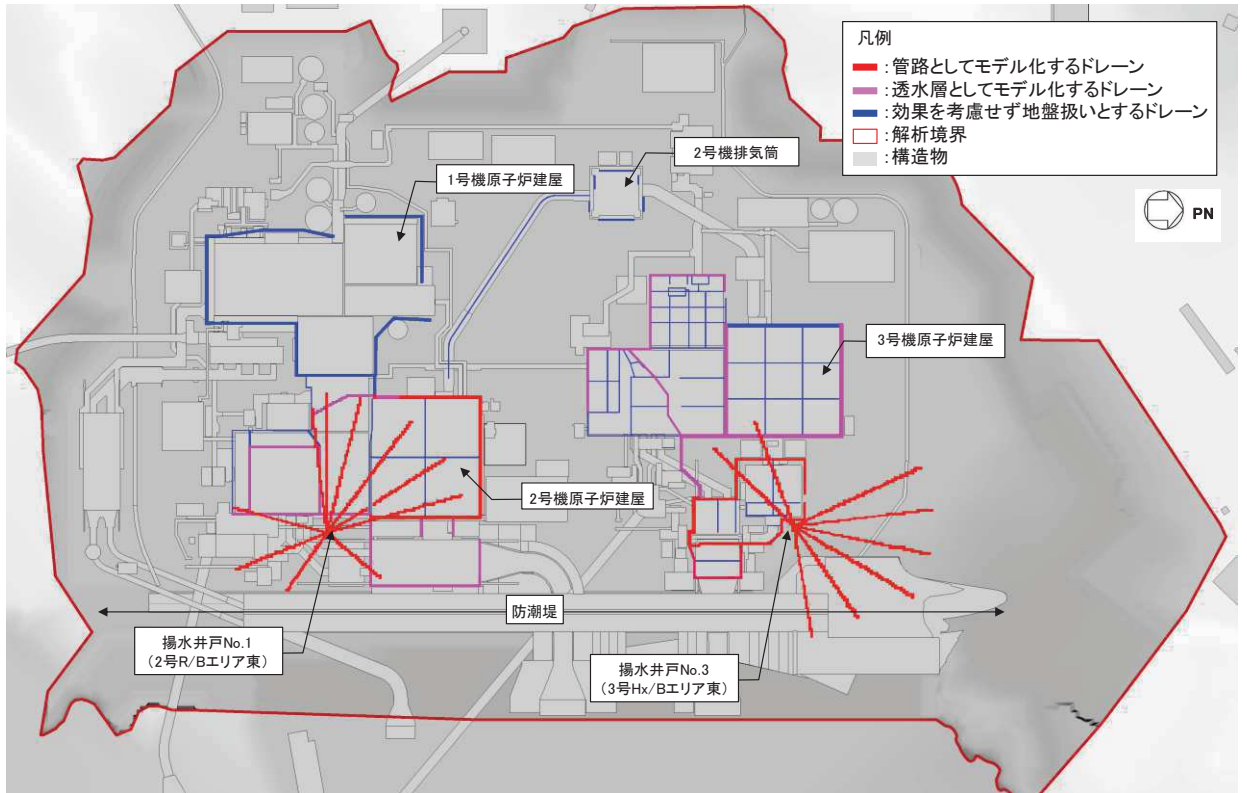 凡例
:管路としてモデル化するドレーン
:透水層としてモデル化するドレーン
:効果を考慮せず地盤扱いとするドレーン
:解析境界
:構造物
PN
2号機排気筒
1号機原子炉建屋
3号機原子炉建屋
2号機原子炉建屋
防潮堤
揚水井戸No.1
(2号R/Bエリア東)
揚水井戸No.3
(3号Hx/Bエリア東)